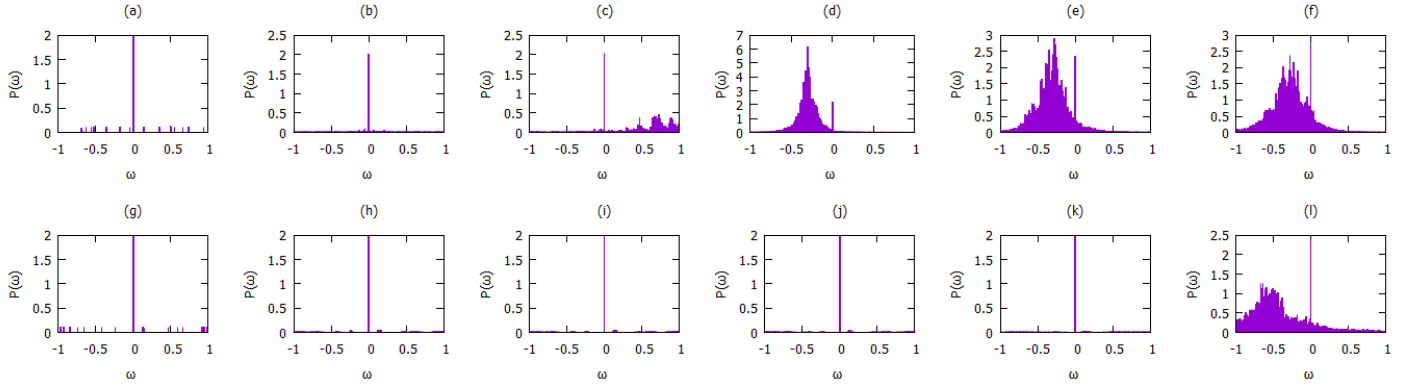 (a) (b) (c) (d) (e) (f)
P(ω) 2 1.5 1 0.5 0 -1 -0.5 0 0.5 1 ω
P(ω) 2.5 2 1.5 1 0.5 0 -1 -0.5 0 0.5 1 ω
P(ω) 2.5 2 1.5 1 0.5 0 -1 -0.5 0 0.5 1 ω
P(ω) 7 6 5 4 3 2 1 0 -1 -0.5 0 0.5 1 ω
P(ω) 3 2.5 2 1.5 1 0.5 0 -1 -0.5 0 0.5 1 ω
P(ω) 3 2.5 2 1.5 1 0.5 0 -1 -0.5 0 0.5 1 ω
(g) (h) (i) (j) (k) (l)
P(ω) 2 1.5 1 0.5 0 -1 -0.5 0 0.5 1 ω
P(ω) 2 1.5 1 0.5 0 -1 -0.5 0 0.5 1 ω
P(ω) 2 1.5 1 0.5 0 -1 -0.5 0 0.5 1 ω
P(ω) 2 1.5 1 0.5 0 -1 -0.5 0 0.5 1 ω
P(ω) 2 1.5 1 0.5 0 -1 -0.5 0 0.5 1 ω
P(ω) 2.5 2 1.5 1 0.5 0 -1 -0.5 0 0.5 1 ω